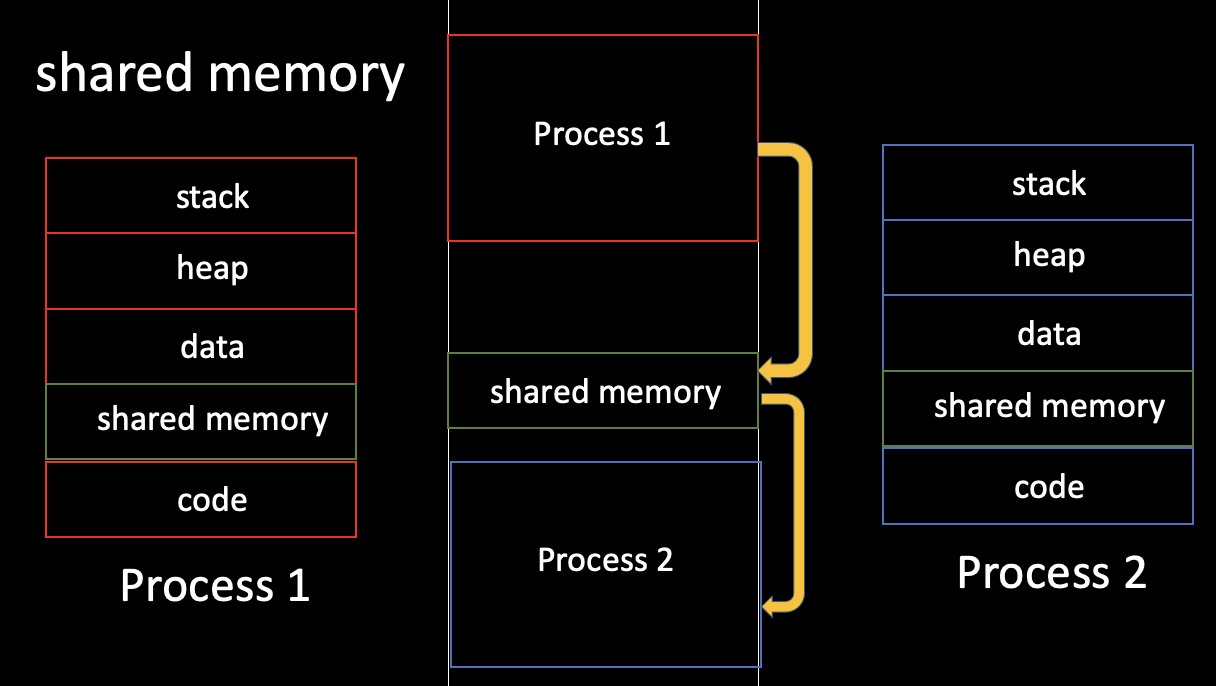 shared memory
stack
heap
data
shared memory
code
Process 1
Process 1
shared memory
Process 2
stack
heap
data
shared memory
code
Process 2